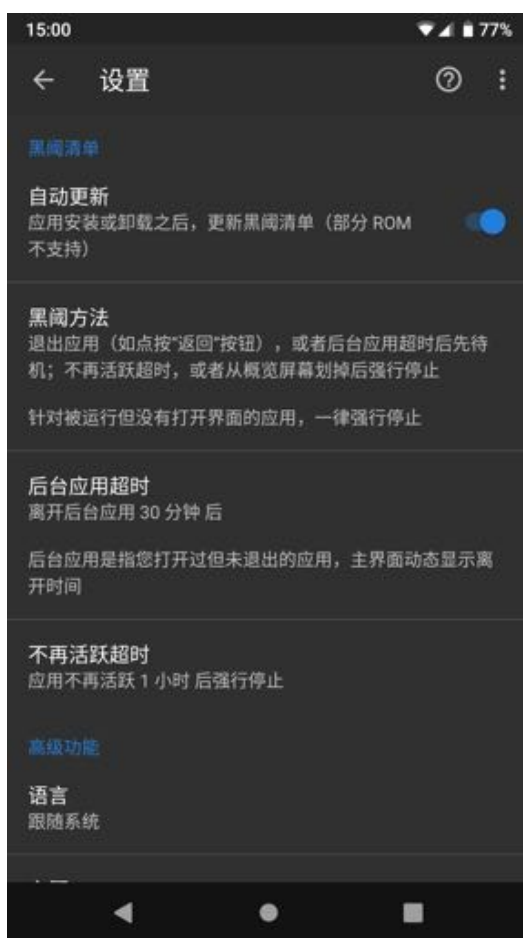 15:00
77%
设置
黑阈清单
自动更新
应用安装或卸载之后，更新黑阈清单（部分 ROM
不支持）
黑阈方法
退出应用（如点按“返回”按钮），或者后台应用超时后先待
机；不再活跃超时，或者从概览屏幕划掉后强行停止
针对被运行但没有打开界面的应用，一律强行停止
后台应用超时
离开后台应用 30 分钟 后
后台应用是指您打开过但未退出的应用，主界面动态显示离
开时间
不再活跃超时
应用不再活跃 1 小时 后强行停止
高级功能
语言
跟随系统